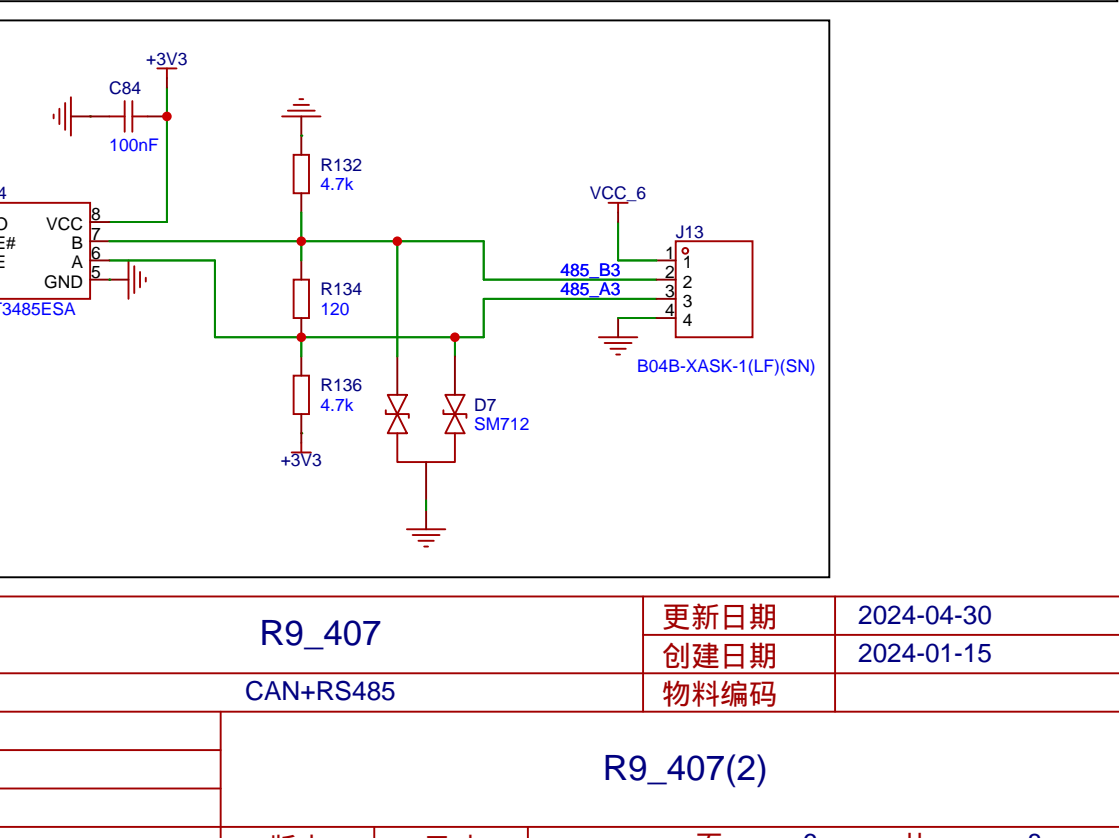 +3V3
C84
100nF
R132
4.7k
VCC_6
4
J13
VCC
8
B
7
E#
A
6
E
GND
5
3485ESA
1
1
485_B3
2
2
485_A3
3
3
4
4
R134
120
B04B-XASK-1(LF)(SN)
R136
4.7k
D7
SM712
+3V3
R9_407
更新日期
2024-04-30
创建日期
2024-01-15
CAN+RS485
物料编码
R9_407(2)